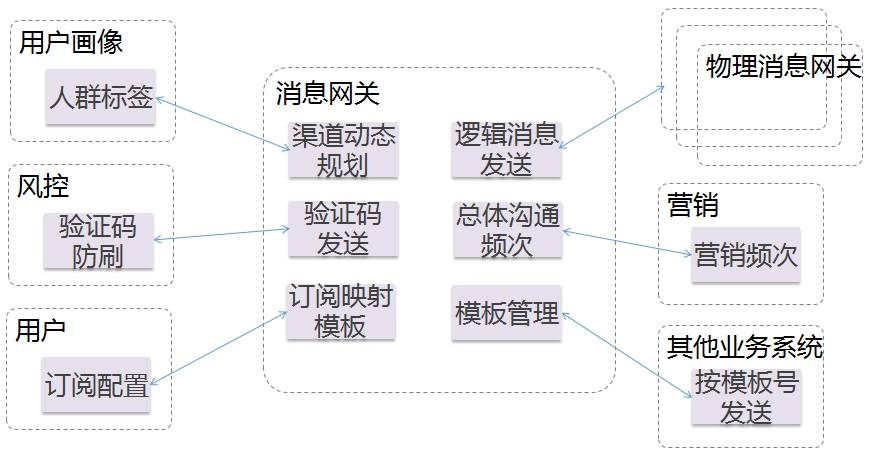 用户画像
人群标签
风控
验证码
防刷
用户
订阅配置
消息网关
渠道动态
规划
逻辑消息
发送
验证码
发送
总体沟通
频次
订阅映射
模板
模板管理
物理消息网关
营销
营销频次
其他业务系统
按模板号
发送